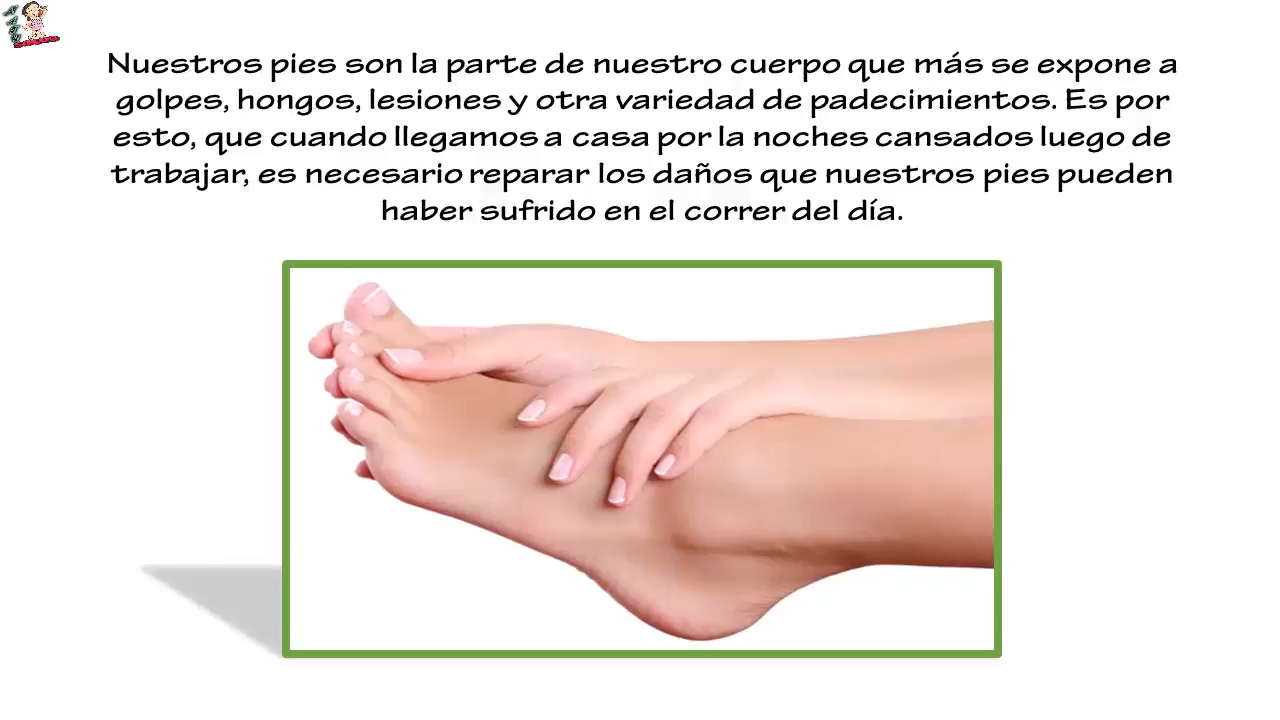 Nuestros pies son la parte de nuestro cuerpo que más se expone a
golpes, hongos, lesiones y otra variedad de padecimientos. Es por
esto, que cuando llegamos a casa por la noches cansados luego de
trabajar, es necesario reparar los daños que nuestros pies pueden
haber sufrido en el correr del día.